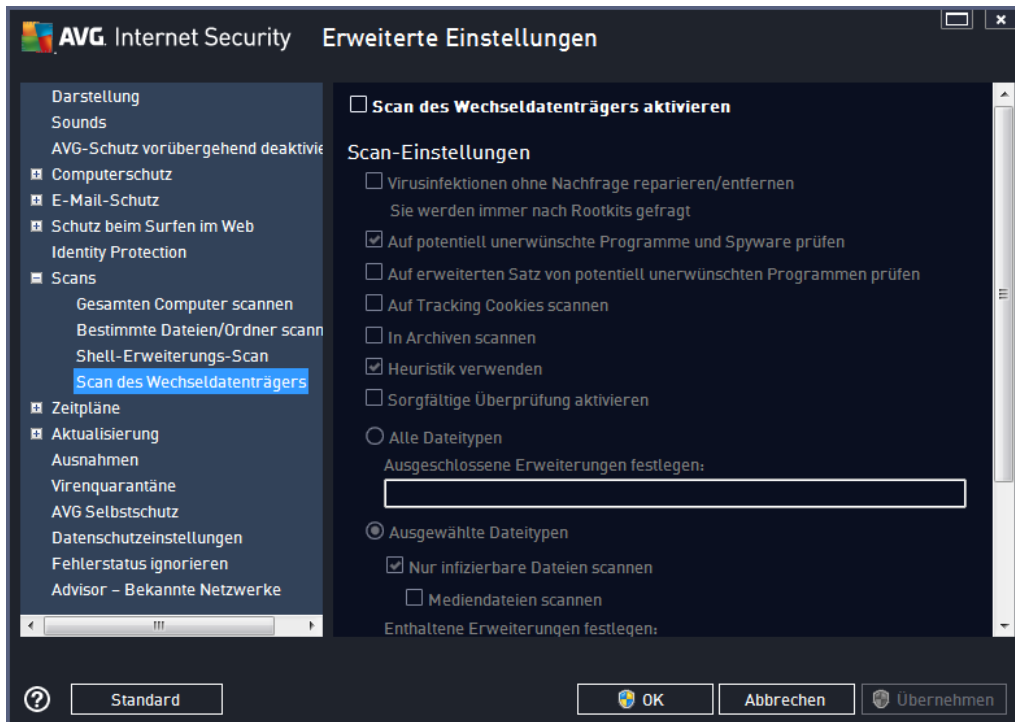 AVG. Internet Security Erweiterte Einstellungen
Darstellung
Sounds
AVG-Schutz vorübergehend deaktivie
Computerschutz
E-Mail-Schutz
Schutz beim Surfen im Web
Identity Protection
Scans
Gesamten Computer scannen
Bestimmte Dateien/Ordner scann
Shell-Erweiterungs-Scan
Scan des Wechseldatenträgers
Zeitpläne
Aktualisierung
Ausnahmen
Virenquarantäne
AVG Selbstschutz
Datenschutzeinstellungen
Fehlerstatus ignorieren
Advisor – Bekannte Netzwerke
Scan des Wechseldatenträgers aktivieren
Scan-Einstellungen
Virusinfektionen ohne Nachfrage reparieren/entfernen
Sie werden immer nach Rootkits gefragt
Auf potentiell unerwünschte Programme und Spyware prüfen
Auf erweiterten Satz von potentiell unerwünschten Programmen prüfen
Auf Tracking Cookies scannen
In Archiven scannen
Heuristik verwenden
Sorgfältige Überprüfung aktivieren
Alle Dateitypen
Ausgeschlossene Erweiterungen festlegen:
Ausgewählte Dateitypen
Nur infizierbare Dateien scannen
Mediendateien scannen
Enthaltene Erweiterungen festlegen:
? Standard OK Abbrechen Übernehmen